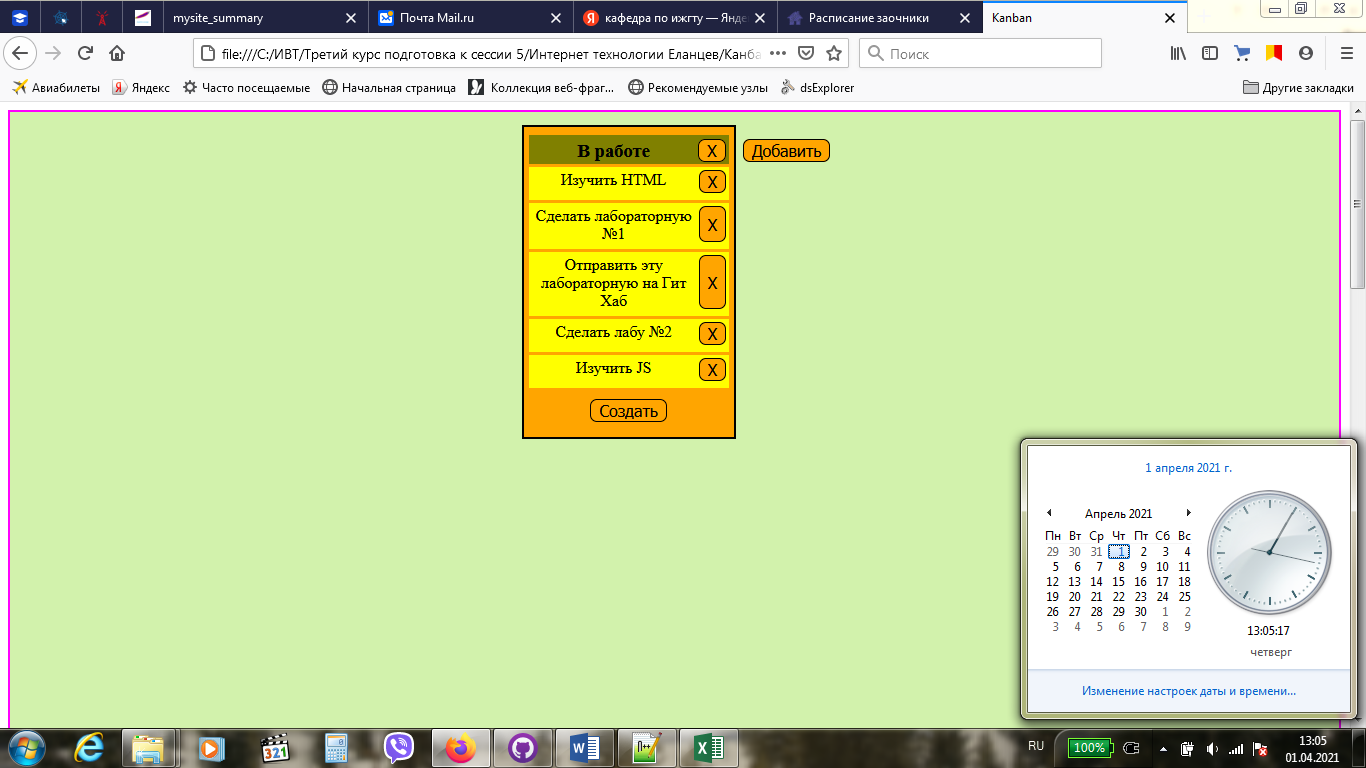 mysite_summary
Почта Mail.ru
кафедра по ижгту — Янде
Расписание заочники
Kanban
file:///C:/ИВТ/Третий курс подготовка к сессии 5/Интернет технологии Еланцев/Канба
Поиск
Авиабилеты
Яндекс
Часто посещаемые
Начальная страница
Коллекция веб-фраг...
Рекомендуемые узлы
dsExplorer
Другие закладки
В работе X
Добавить
Изучить HTML X
Сделать лабораторную
№1
X
Отправить эту
лабораторную на Гит
Хаб
X
Сделать лабу №2 X
Изучить JS X
Создать
1 апреля 2021 г.
Апрель 2021
Пн Вт Ср Чт Пт Сб Вс
29 30 31 1 2 3 4
5 6 7 8 9 10 11
12 13 14 15 16 17 18
19 20 21 22 23 24 25
26 27 28 29 30 1 2
3 4 5 6 7 8 9
13:05:17
четверг
Изменение настроек даты и времени...
321
RU
100%
13:05
01.04.2021